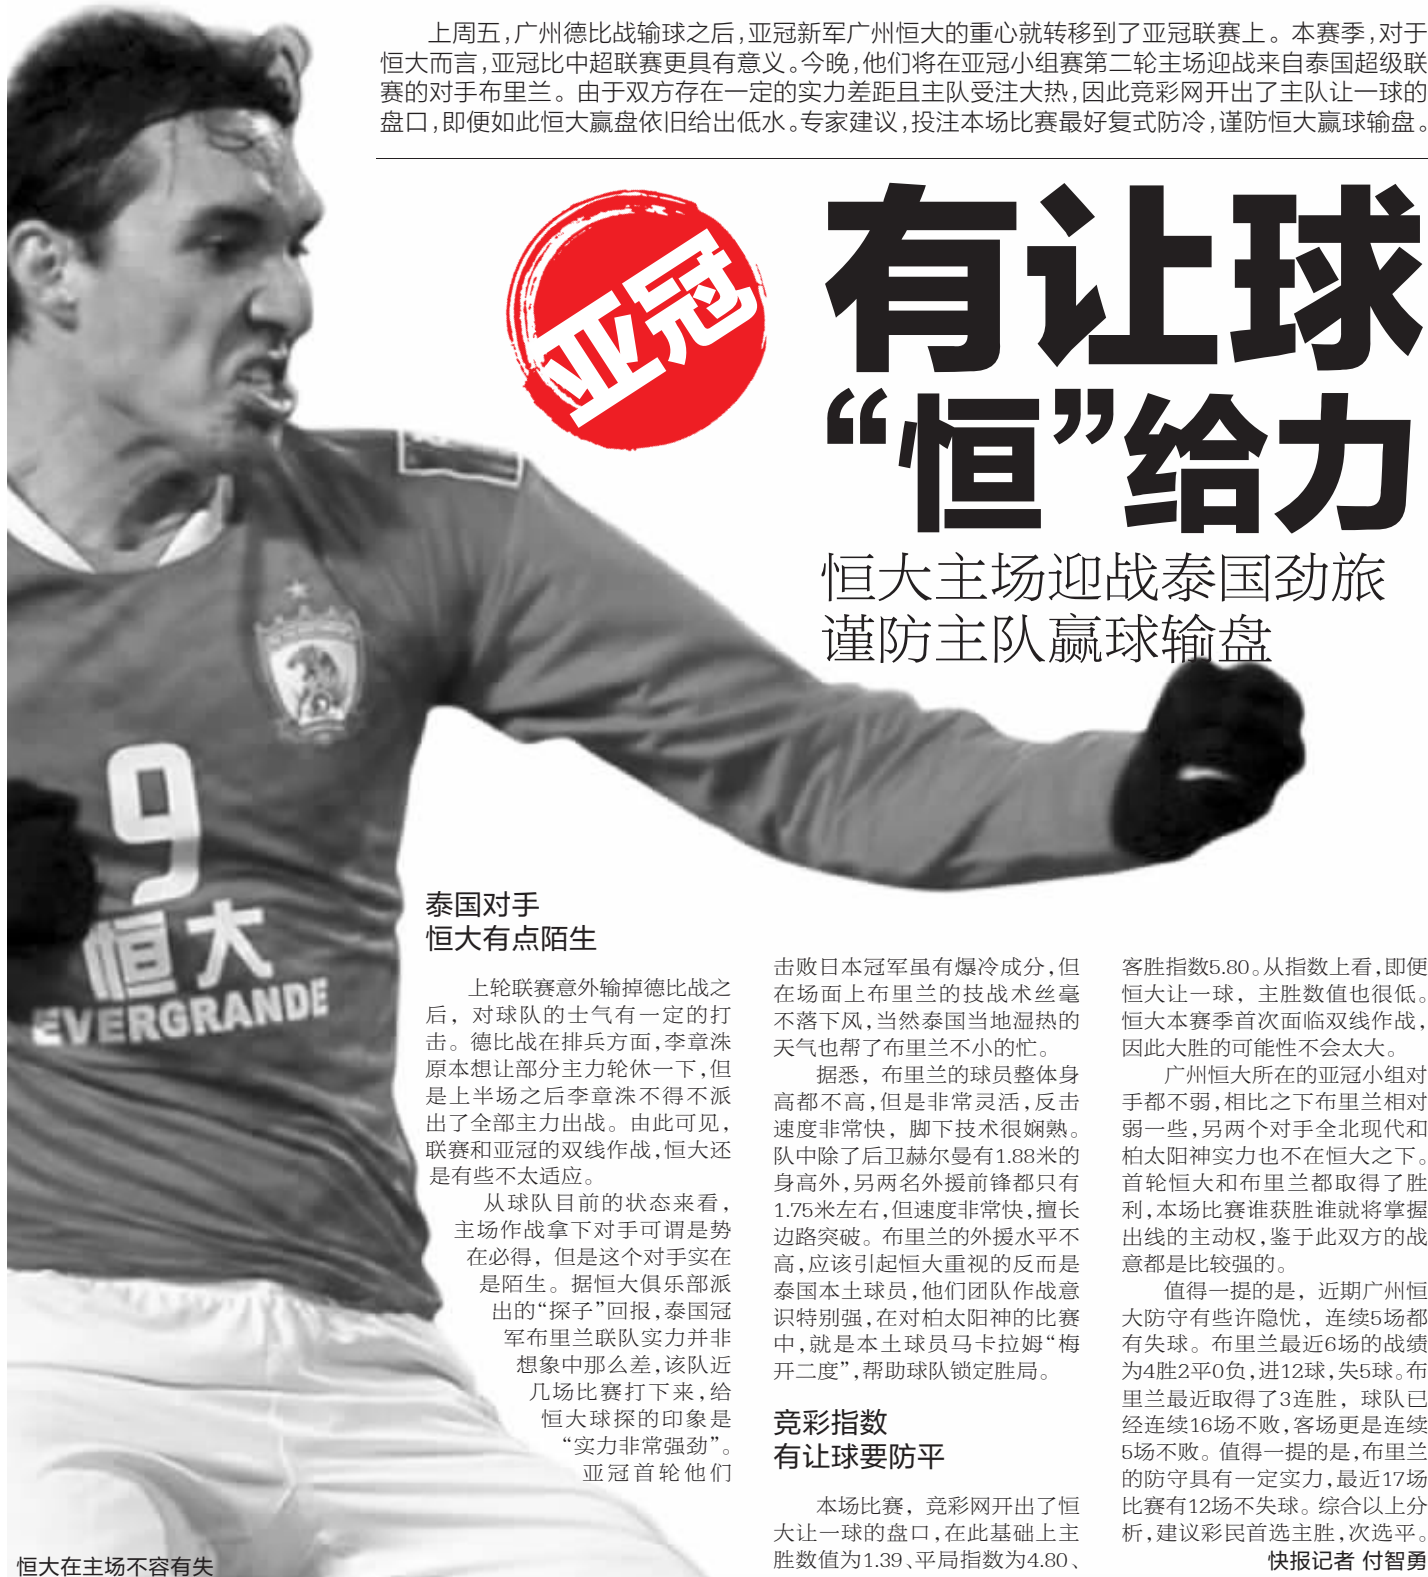 上周五,广州德比战输球之后,亚冠新军广州恒大的重心就转移到了亚冠联赛上。本赛季,对于
恒大而言,亚冠比中超联赛更具有意义。今晚,他们将在亚冠小组赛第二轮主场迎战来自泰国超级联
赛的对手布里兰。由于双方存在一定的实力差距且主队受注大热,因此竞彩网开出了主队让一球的
盘口,即便如此恒大赢盘依旧给出低水。专家建议,投注本场比赛最好复式防冷,谨防恒大赢球输盘。
亚冠
有让球
“恒”给力
恒大主场迎战泰国劲旅
谨防主队赢球输盘
9
恒大
EVERGRANDE
泰国对手
恒大有点陌生
上轮联赛意外输掉德比战之
后，对球队的士气有一定的打
击。德比战在排兵方面,李章洙
原本想让部分主力轮休一下,但
是上半场之后李章洙不得不派
出了全部主力出战。由此可见,
联赛和亚冠的双线作战,恒大还
是有些不太适应。
从球队目前的状态来看,
主场作战拿下对手可谓是势
在必得，但是这个对手实在
是陌生。据恒大俱乐部派
出的“探子”回报,泰国冠
军布里兰联队实力并非
想象中那么差,该队近
几场比赛打下来,给
恒大球探的印象是
“实力非常强劲”。
亚冠首轮他们
击败日本冠军虽有爆冷成分,但
在场面上布里兰的技战术丝毫
不落下风,当然泰国当地湿热的
天气也帮了布里兰不小的忙。
据悉，布里兰的球员整体身
高都不高,但是非常灵活,反击
速度非常快，脚下技术很娴熟。
队中除了后卫赫尔曼有1.88米的
身高外,另两名外援前锋都只有
1.75米左右,但速度非常快,擅长
边路突破。布里兰的外援水平不
高,应该引起恒大重视的反而是
泰国本土球员,他们团队作战意
识特别强,在对柏太阳神的比赛
中,就是本土球员马卡拉姆“梅
开二度”,帮助球队锁定胜局。
竞彩指数
有让球要防平
本场比赛，竞彩网开出了恒
大让一球的盘口,在此基础上主
胜数值为1.39、平局指数为4.80、
客胜指数5.80。从指数上看,即便
恒大让一球，主胜数值也很低。
恒大本赛季首次面临双线作战,
因此大胜的可能性不会太大。
广州恒大所在的亚冠小组对
手都不弱,相比之下布里兰相对
弱一些,另两个对手全北现代和
柏太阳神实力也不在恒大之下。
首轮恒大和布里兰都取得了胜
利,本场比赛谁获胜谁就将掌握
出线的主动权,鉴于此双方的战
意都是比较强的。
值得一提的是，近期广州恒
大防守有些许隐忧，连续5场都
有失球。布里兰最近6场的战绩
为4胜2平0负,进12球,失5球。布
里兰最近取得了3连胜，球队已
经连续16场不败,客场更是连续
5场不败。值得一提的是,布里兰
的防守具有一定实力,最近17场
比赛有12场不失球。综合以上分
析,建议彩民首选主胜,次选平。
快报记者 付智勇
恒大在主场不容有失